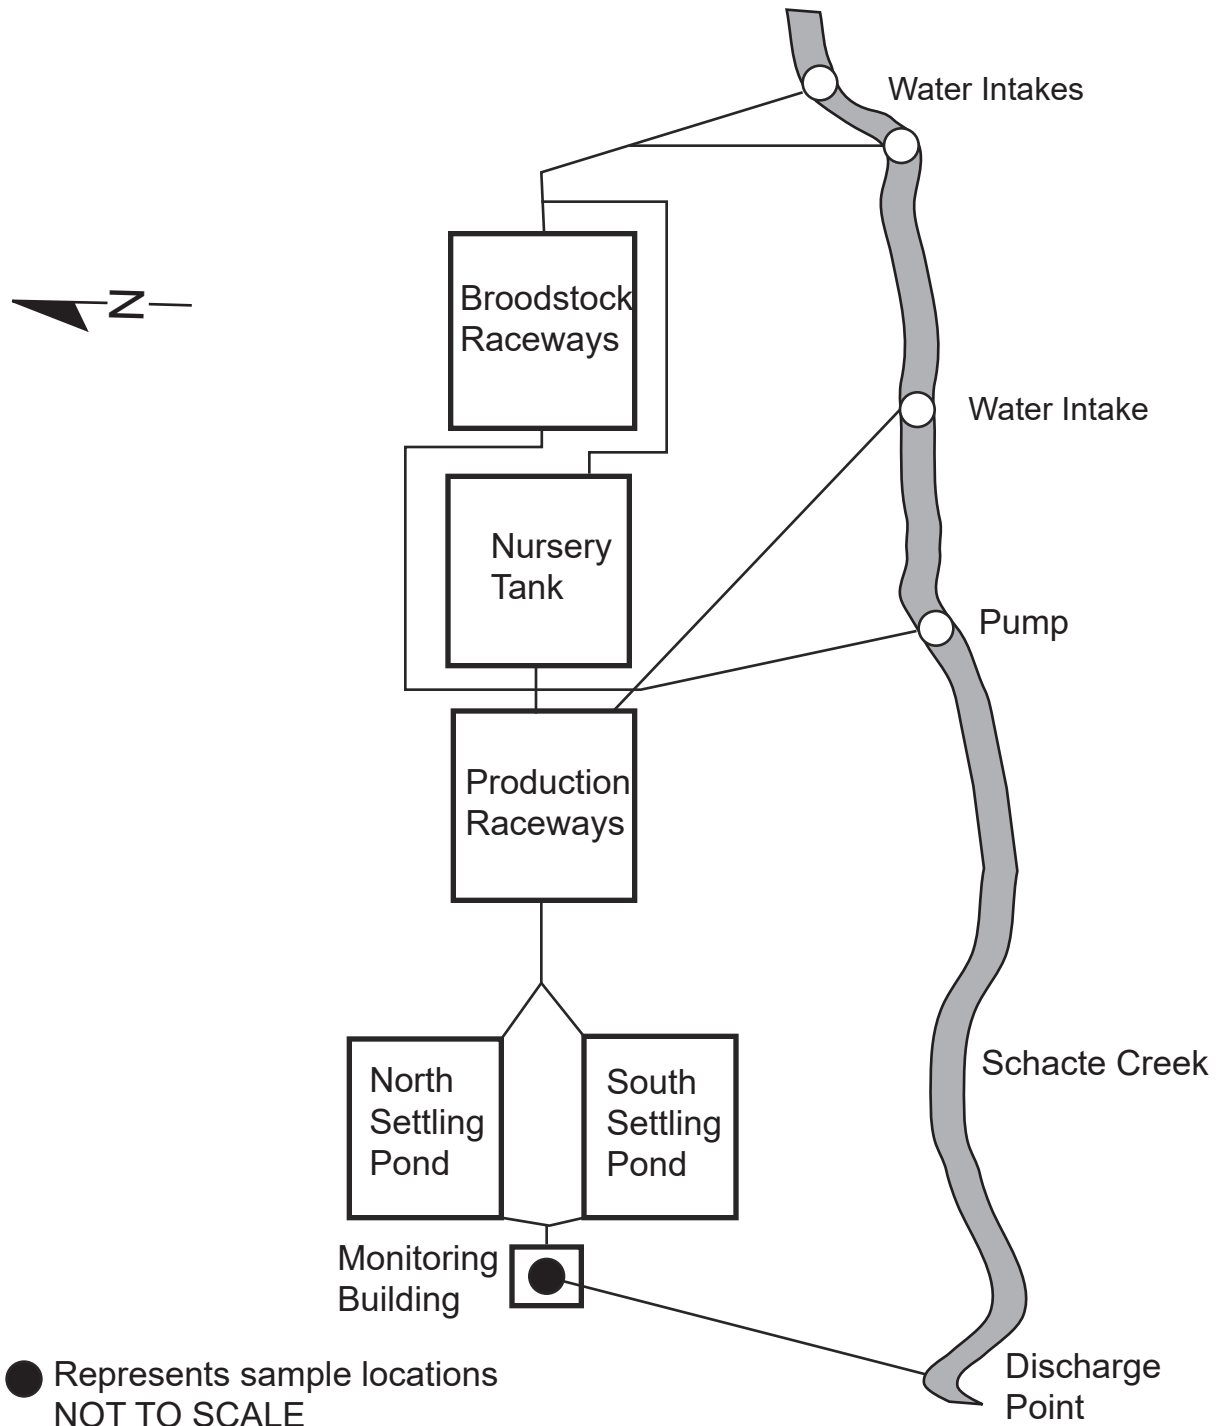 Water Intakes
Broodstock
Raceways
N
Water Intake
Nursery
Tank
Pump
Production
Raceways
Schacte Creek
North
Settling
Pond
South
Settling
Pond
Monitoring
Building
Discharge
Point
Represents sample locations
NOT TO SCALE